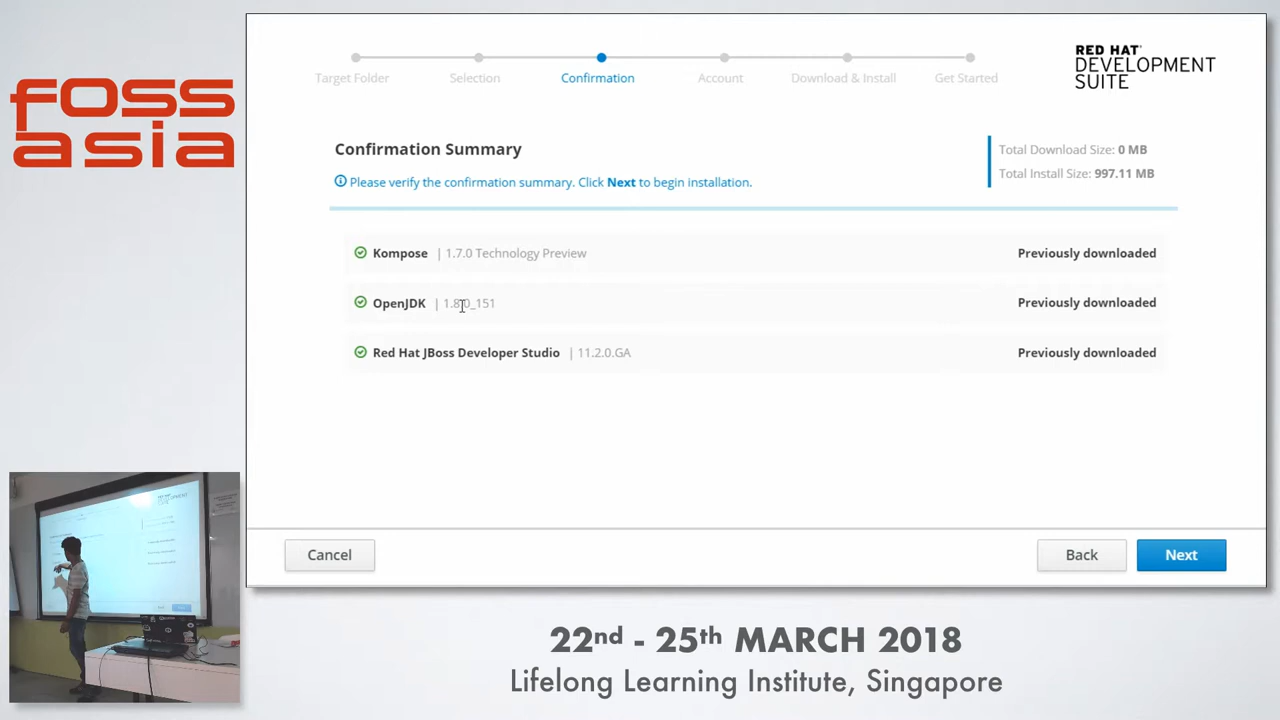 foss
asia
Target Folder
Selection
Confirmation
Account
Download & Install
Get Started
RED HAT
DEVELOPMENT
SUITE
Confirmation Summary
Please verify the confirmation summary. Click Next to begin installation.
Total Download Size: 0 MB
Total Install Size: 997.11 MB
Kompose | 1.7.0 Technology Preview
Previously downloaded
OpenJDK | 1.8.0_151
Previously downloaded
Red Hat JBoss Developer Studio | 11.2.0.GA
Previously downloaded
Cancel
Back
Next
22nd - 25th MARCH 2018
Lifelong Learning Institute, Singapore